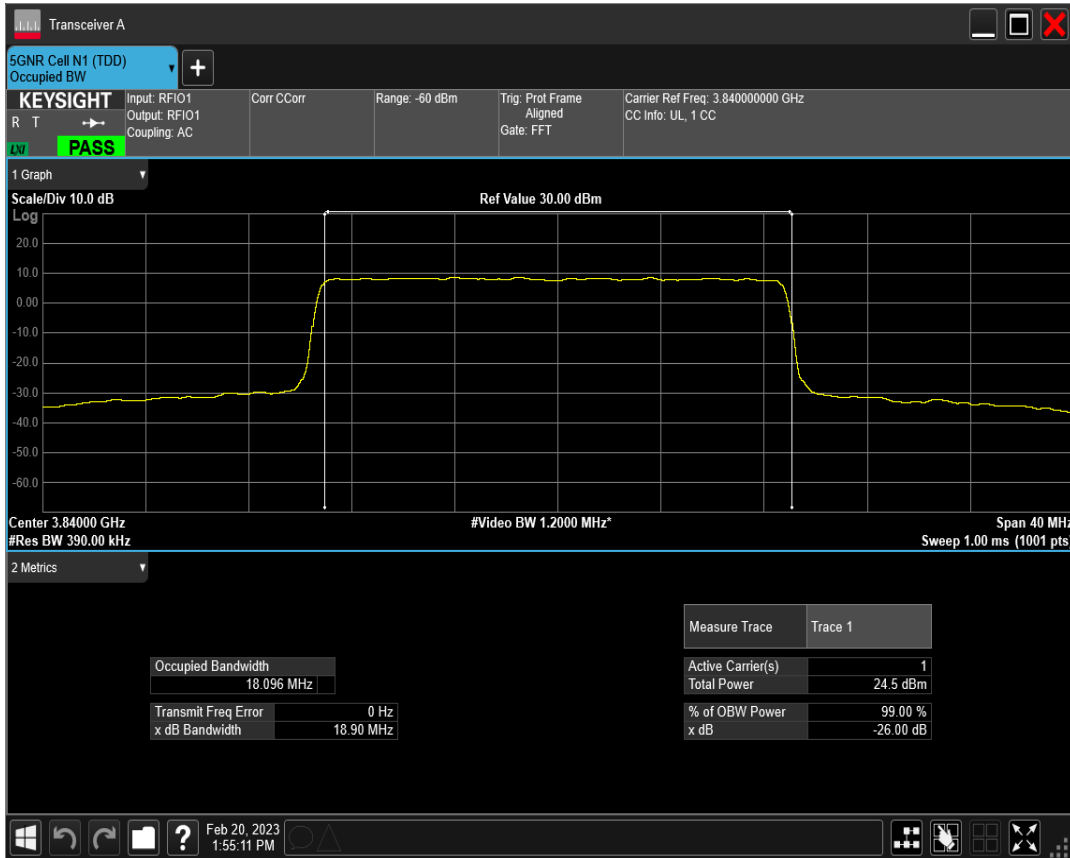 Transceiver A
5GNR Cell N1 (TDD)
Occupied BW
+
KEYSIGHT
R T
LXI
PASS
Input: RFIO1
Output: RFIO1
Coupling: AC
Corr CCorr
Range: -60 dBm
Trig: Prot Frame
Aligned
Gate: FFT
Carrier Ref Freq: 3.840000000 GHz
CC Info: UL, 1 CC
1 Graph
Scale/Div 10.0 dB
Ref Value 30.00 dBm
Log
20.0
10.0
0.00
-10.0
-20.0
-30.0
-40.0
-50.0
-60.0
Center 3.84000 GHz
#Video BW 1.2000 MHz*
Span 40 MHz
#Res BW 390.00 kHz
Sweep 1.00 ms (1001 pts)
2 Metrics
Measure Trace Trace 1
Occupied Bandwidth
18.096 MHz
Active Carrier(s) 1
Total Power 24.5 dBm
Transmit Freq Error 0 Hz
x dB Bandwidth 18.90 MHz
% of OBW Power 99.00 %
x dB -26.00 dB
?
Feb 20, 2023
1:55:11 PM